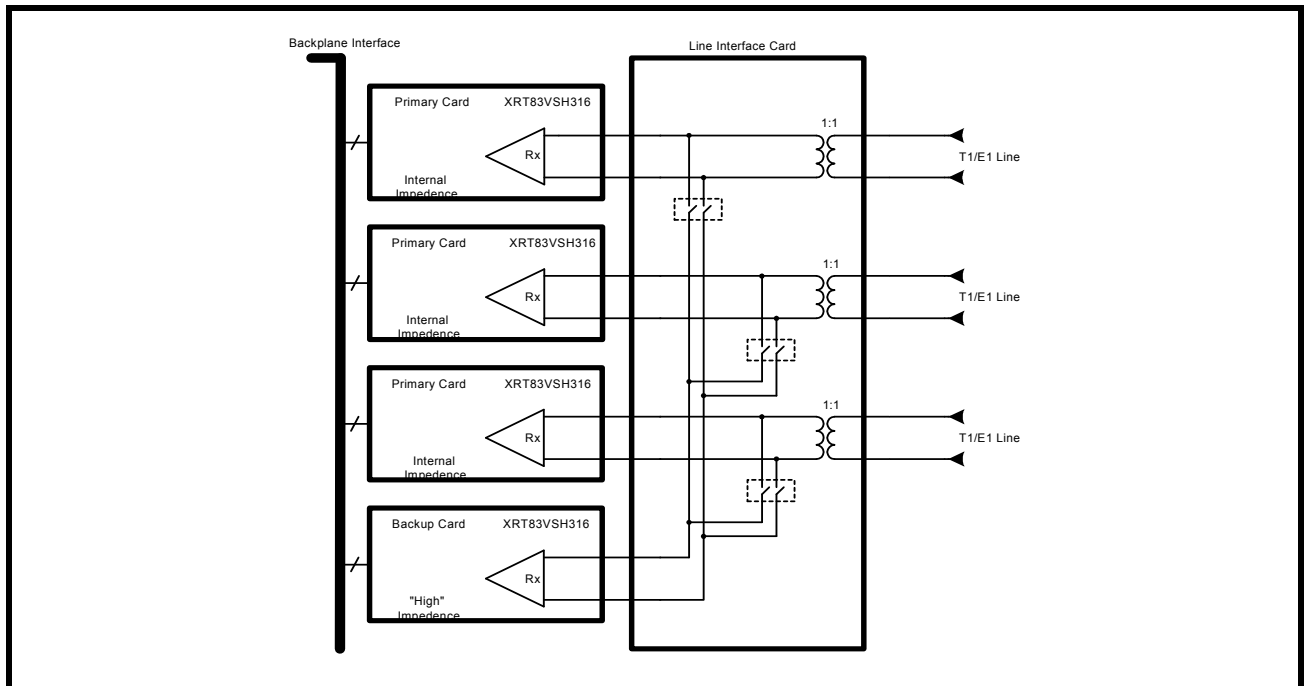 Backplane Interface
Line Interface Card
Primary Card XRT83VSH316
Rx
Internal
Impedence
1:1
T1/E1 Line
Primary Card XRT83VSH316
Rx
Internal
Impedence
1:1
T1/E1 Line
Primary Card XRT83VSH316
Rx
Internal
Impedence
1:1
T1/E1 Line
Backup Card XRT83VSH316
Rx
"High"
Impedence